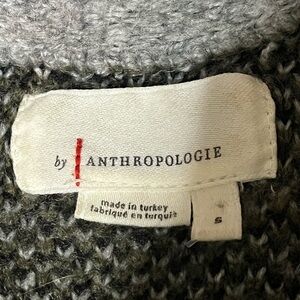 by ANTHROPOLOGIE
made in turkey
fabriqué en turquie
S